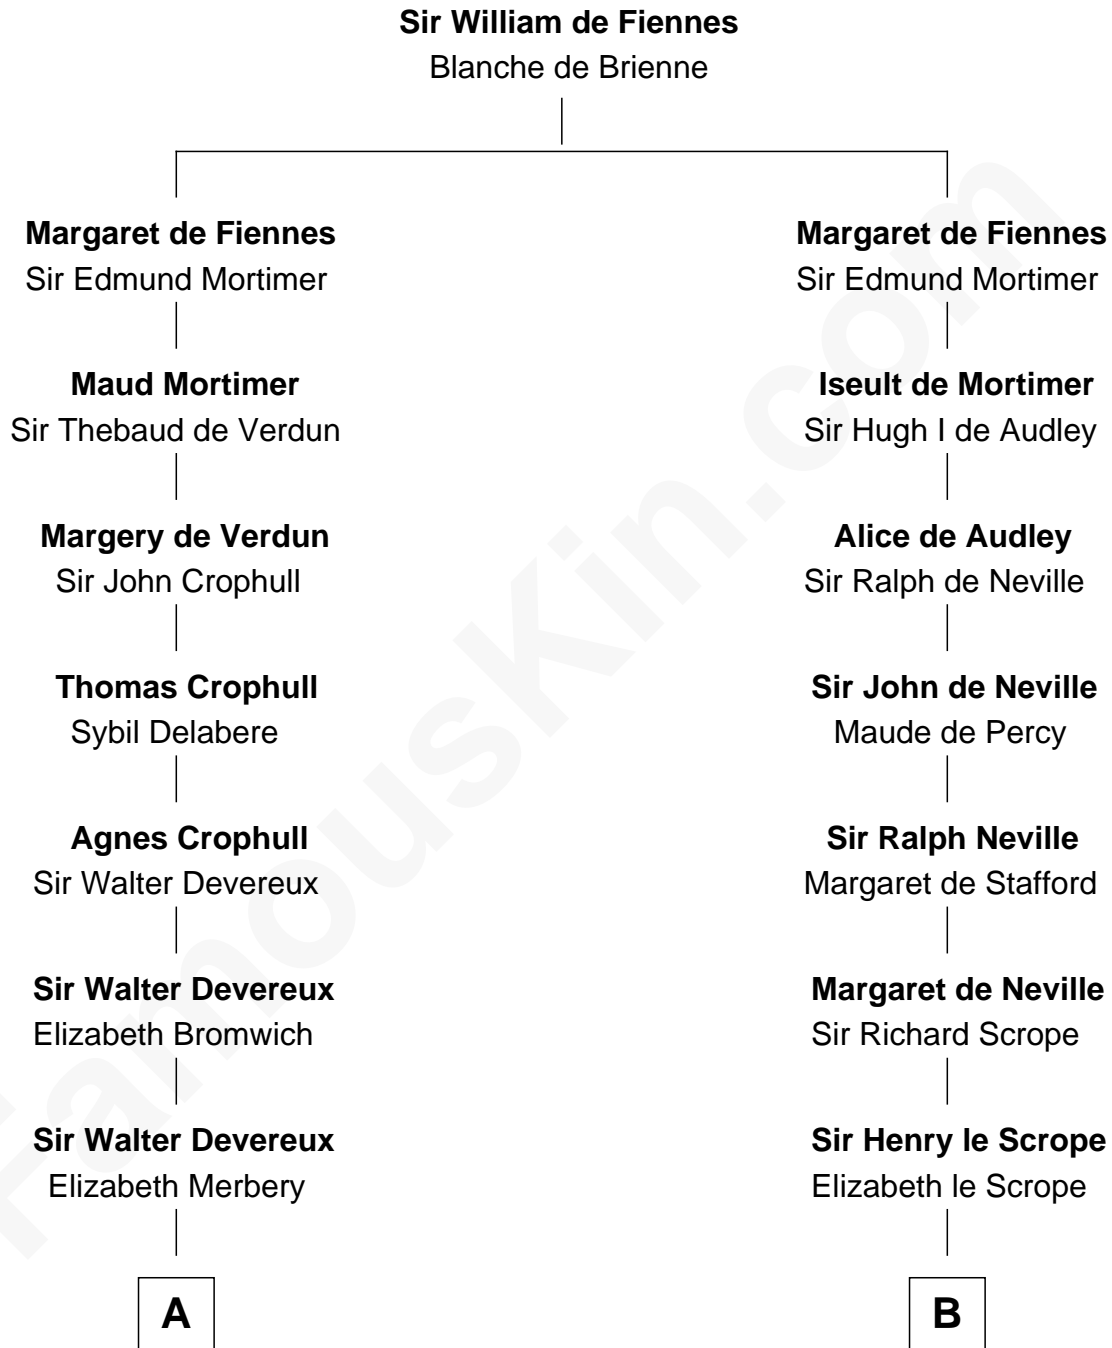 Sir William de Fiennes
Blanche de Brienne
Margaret de Fiennes
Sir Edmund Mortimer
Margaret de Fiennes
Sir Edmund Mortimer
Maud Mortimer
Sir Thebaud de Verdun
Iseult de Mortimer
Sir Hugh I de Audley
Margery de Verdun
Sir John Crophull
Alice de Audley
Sir Ralph de Neville
Thomas Crophull
Sybil Delabere
Sir John de Neville
Maude de Percy
Agnes Crophull
Sir Walter Devereux
Sir Ralph Neville
Margaret de Stafford
Sir Walter Devereux
Elizabeth Bromwich
Margaret de Neville
Sir Richard Scrope
Sir Walter Devereux
Elizabeth Merbery
Sir Henry le Scrope
Elizabeth le Scrope
A
B
FamousKin.com